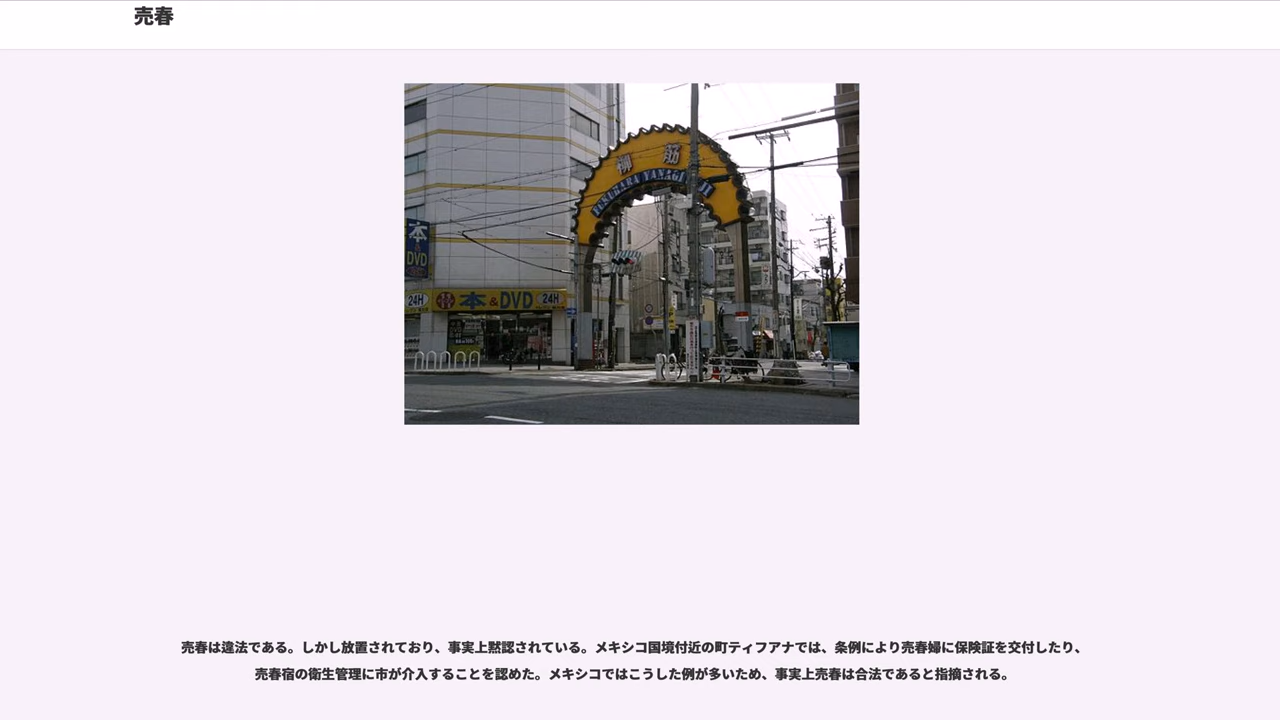 売春
柳筋
FUKUHARA YANAGI
本
DVD
24H
本&DVD
24H
売春は違法である。しかし放置されており、事実上黙認されている。メキシコ国境付近の町ティフアナでは、条例により売春婦に保険証を交付したり、
売春宿の衛生管理に市が介入することを認めた。メキシコではこうした例が多いため、事実上売春は合法であると指摘される。